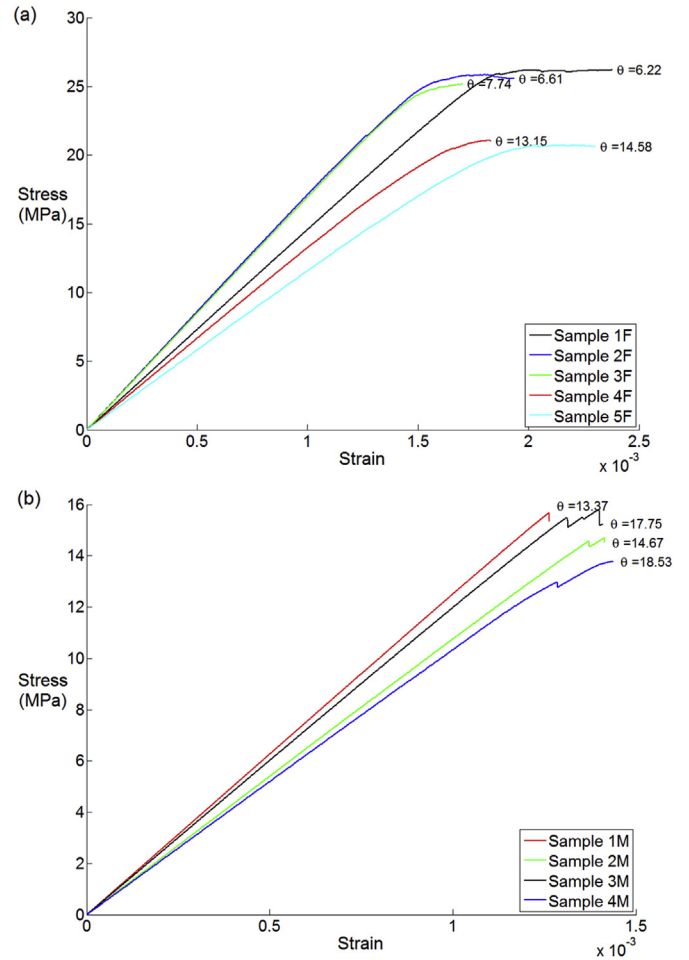 (a)
30
25
20
15
10
5
0
Stress
(MPa)
θ =6.22
θ =6.61
θ =7.74
θ =13.15
θ =14.58
Sample 1F
Sample 2F
Sample 3F
Sample 4F
Sample 5F
0 0.5 1 1.5 2 2.5
Strain
x 10⁻³
(b)
16
14
12
10
8
6
4
2
0
Stress
(MPa)
θ =13.37
θ =17.75
θ =14.67
θ =18.53
Sample 1M
Sample 2M
Sample 3M
Sample 4M
0 0.5 1 1.5
Strain
x 10⁻³